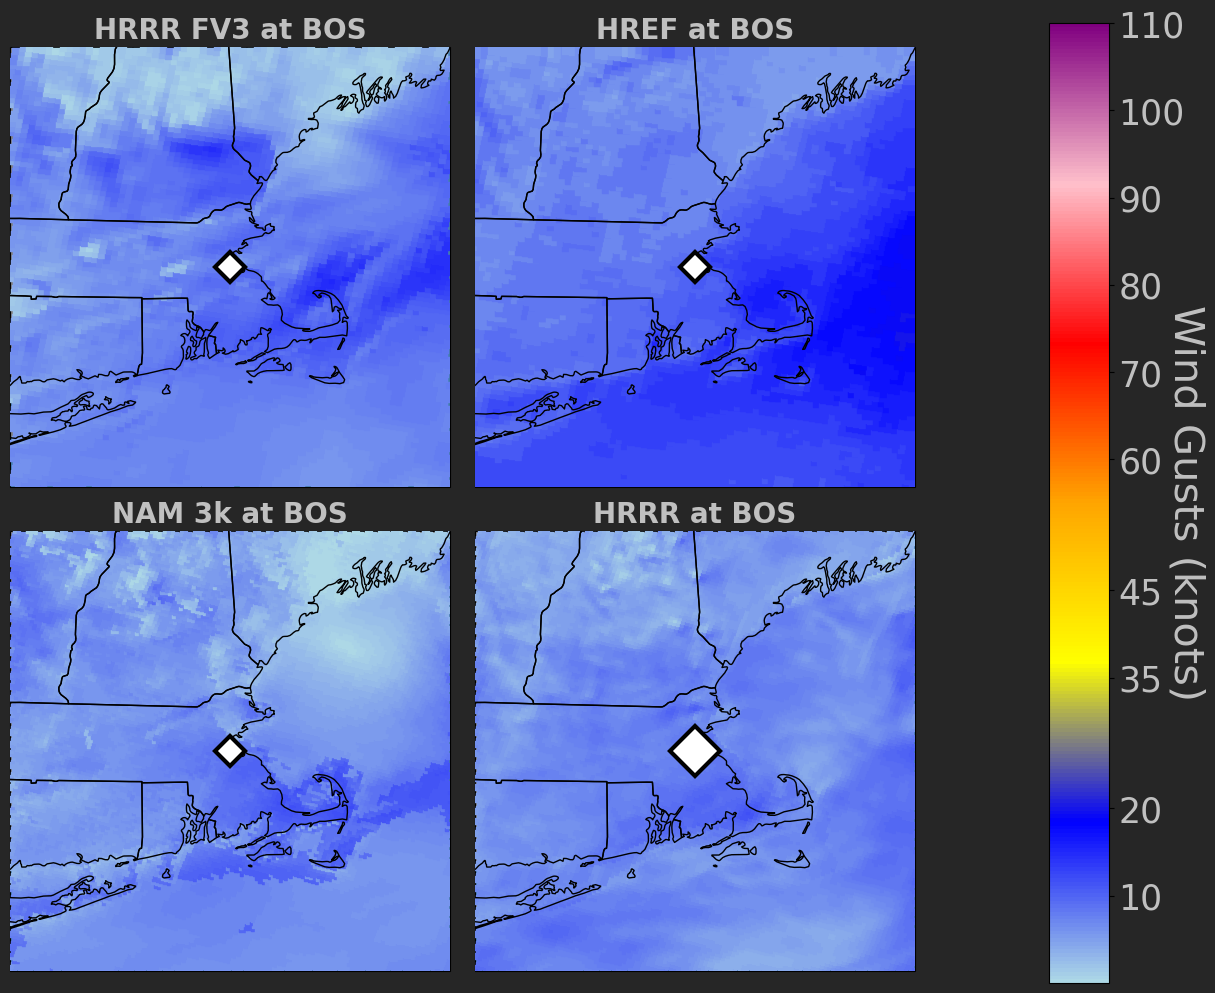 HRRR FV3 at BOS
HREF at BOS
NAM 3k at BOS
HRRR at BOS
110
100
90
80
70
60
45
35
20
10
Wind Gusts (knots)